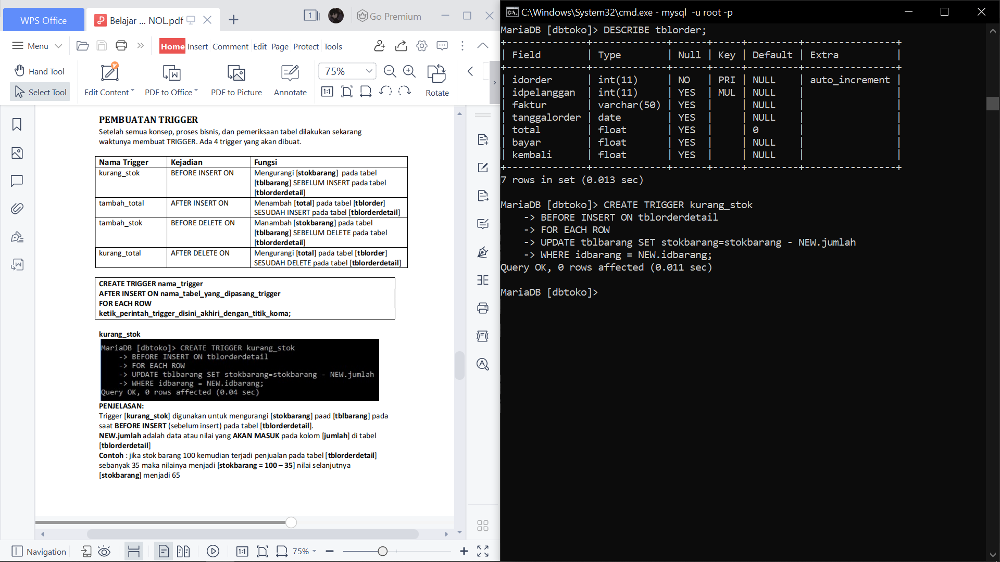 WPS Office
Belajar ... NOL.pdf
1
Go Premium
Menu
Home Insert Comment Edit Page Protect Tools
Hand Tool
Select Tool
Edit Content
PDF to Office
PDF to Picture
Annotate
75%
1:1
Rotate
PEMBUATAN TRIGGER
Setelah semua konsep, proses bisnis, dan pemeriksaan tabel dilakukan sekarang
waktunya membuat TRIGGER. Ada 4 trigger yang akan dibuat.
Nama Trigger | Kejadian | Fungsi
kurang_stok | BEFORE INSERT ON | Mengurangi [stokbarang] pada tabel
[tblbarang] SEBELUM INSERT pada tabel
[tblorderdetail]
tambah_total | AFTER INSERT ON | Menambah [total] pada tabel [tblorder]
SESUDAH INSERT pada tabel [tblorderdetail]
tambah_stok | BEFORE DELETE ON | Manambah [stokbarang] pada tabel
[tblbarang] SEBELUM DELETE pada tabel
[tblorderdetail]
kurang_total | AFTER DELETE ON | Mengurangi [total] pada tabel [tblorder]
SESUDAH DELETE pada tabel [tblorderdetail]
CREATE TRIGGER nama_trigger
AFTER INSERT ON nama_tabel_yang_dipasang_trigger
FOR EACH ROW
ketik_perintah_trigger_disini_akhiri_dengan_titik_koma;
kurang_stok
MariaDB [dbtoko]> CREATE TRIGGER kurang_stok
-> BEFORE INSERT ON tblorderdetail
-> FOR EACH ROW
-> UPDATE tblbarang SET stokbarang=stokbarang - NEW.jumlah
-> WHERE idbarang = NEW.idbarang;
Query OK, 0 rows affected (0.04 sec)
PENJELASAN:
Trigger [kurang_stok] digunakan untuk mengurangi [stokbarang] paad [tblbarang] pada
saat BEFORE INSERT (sebelum insert) pada tabel [tblorderdetail].
NEW.jumlah adalah data atau nilai yang AKAN MASUK pada kolom [jumlah] di tabel
[tblorderdetail]
Contoh : jika stok barang 100 kemudian terjadi penjualan pada tabel [tblorderdetail]
sebanyak 35 maka nilainya menjadi [stokbarang = 100 – 35] nilai selanjutnya
[stokbarang] menjadi 65
Navigation
1:1
75%
C:\Windows\System32\cmd.exe - mysql  -u root -p
MariaDB [dbtoko]> DESCRIBE tblorder;
+--------------+-------------+------+-----+---------+----------------+
| Field        | Type        | Null | Key | Default | Extra          |
+--------------+-------------+------+-----+---------+----------------+
| idorder      | int(11)     | NO   | PRI | NULL    | auto_increment |
| idpelanggan  | int(11)     | YES  | MUL | NULL    |                |
| faktur       | varchar(50) | YES  |     | NULL    |                |
| tanggalorder | date        | YES  |     | NULL    |                |
| total        | float       | YES  |     | 0       |                |
| bayar        | float       | YES  |     | NULL    |                |
| kembali      | float       | YES  |     | NULL    |                |
+--------------+-------------+------+-----+---------+----------------+
7 rows in set (0.013 sec)
MariaDB [dbtoko]> CREATE TRIGGER kurang_stok
-> BEFORE INSERT ON tblorderdetail
-> FOR EACH ROW
-> UPDATE tblbarang SET stokbarang=stokbarang - NEW.jumlah
-> WHERE idbarang = NEW.idbarang;
Query OK, 0 rows affected (0.011 sec)
MariaDB [dbtoko]>